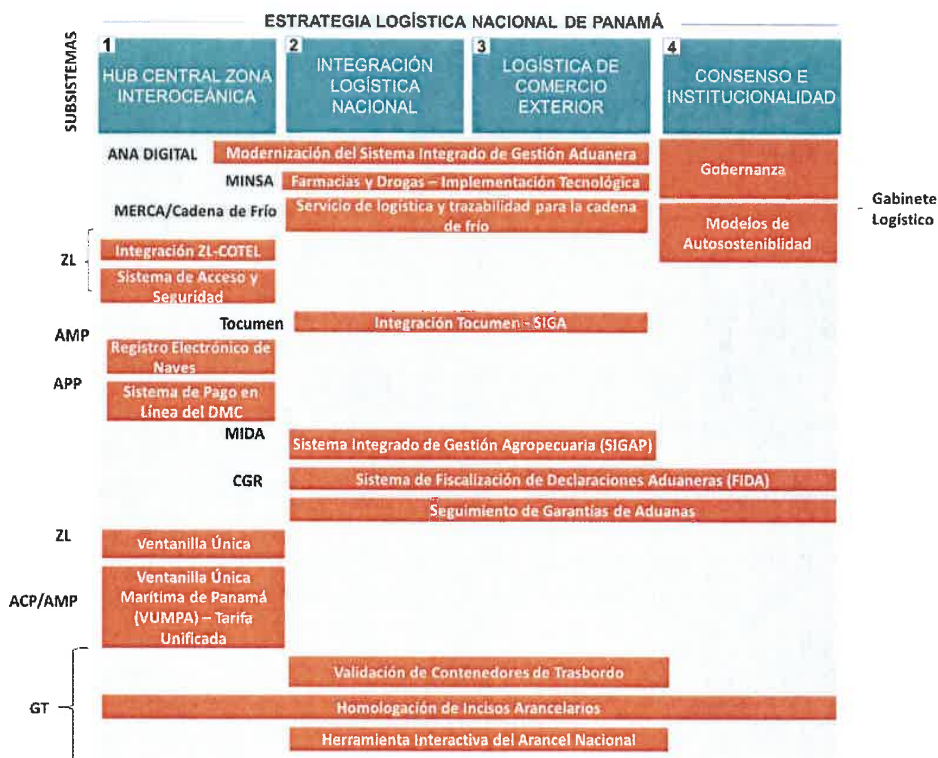 ESTRATEGIA LOGÍSTICA NACIONAL DE PANAMÁ
SUBSISTEMAS
1
HUB CENTRAL ZONA
INTEROCEÁNICA
2
INTEGRACIÓN
LOGÍSTICA
NACIONAL
3
LOGÍSTICA DE
COMERCIO
EXTERIOR
4
CONSENSO E
INSTITUCIONALIDAD
ANA DIGITAL
Modernización del Sistema Integrado de Gestión Aduanera
MINSA
Farmacias y Drogas – Implementación Tecnológica
MERCA/Cadena de Frío
Servicio de logística y trazabilidad para la cadena
de frío
Gobernanza
Modelos de
Autososteniblidad
Gabinete
Logístico
ZL
Integración ZL-COTEL
Sistema de Acceso y
Seguridad
Tocumen
Integración Tocumen - SIGA
AMP
Registro Electrónico de
Naves
APP
Sistema de Pago en
Línea del DMC
MIDA
Sistema Integrado de Gestión Agropecuaria (SIGAP)
CGR
Sistema de Fiscalización de Declaraciones Aduaneras (FIDA)
Seguimiento de Garantías de Aduanas
ZL
Ventanilla Única
ACP/AMP
Ventanilla Única
Marítima de Panamá
(VUMPA) – Tarifa
Unificada
GT
Validación de Contenedores de Trasbordo
Homologación de Incisos Arancelarios
Herramienta Interactiva del Arancel Nacional